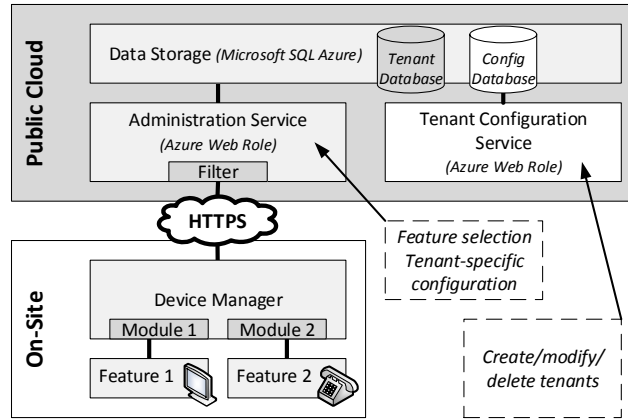 Public Cloud
Data Storage (Microsoft SQL Azure)
Tenant
Database
Config
Database
Administration Service
(Azure Web Role)
Filter
Tenant Configuration
Service
(Azure Web Role)
HTTPS
Feature selection
Tenant-specific
configuration
On-Site
Device Manager
Module 1
Module 2
Feature 1
Feature 2
Create/modify/
delete tenants